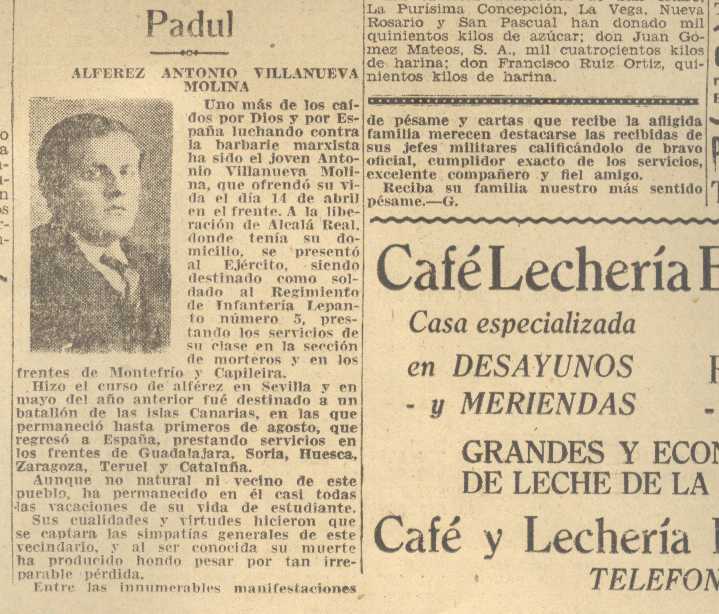 Padul
ALFEREZ ANTONIO VILLANUEVA
MOLINA
Uno más de los caí-
dos por Dios y por Es-
paña luchando contra
la barbarie marxista
ha sido el joven Anto-
nio Villanueva Moli-
na, que ofrendó su vi-
da el día 14 de abril
en el frente. A la libe-
ración de Alcalá Real,
donde tenía su do-
micilio, se presentó
al Ejército, siendo
destinado como sol-
dado al Regimiento
de Infantería Lepan-
to número 5, pres-
tando los servicios de
su clase en la sección
de morteros y en los
frentes de Montefrío y Capileira.
Hizo el curso de alférez en Sevilla y en
mayo del año anterior fué destinado a un
batallón de las islas Canarias, en las que
permaneció hasta primeros de agosto, que
regresó a España, prestando servicios en
los frentes de Guadalajara, Soria, Huesca,
Zaragoza, Teruel y Cataluña.
Aunque no natural ni vecino de este
pueblo, ha permanecido en él casi todas
las vacaciones de su vida de estudiante.
Sus cualidades y virtudes hicieron que
se captara las simpatías generales de este
vecindario, y al ser conocida su muerte
ha producido hondo pesar por tan irre-
parable pérdida.
Entre las innumerables manifestaciones
La Purísima Concepción, La Vega, Nueva
Rosario y San Pascual han donado mil
quinientos kilos de azúcar; don Juan Gó-
mez Mateos, S. A., mil cuatrocientos kilos
de harina; don Francisco Ruiz Ortiz, qui-
nientos kilos de harina.
de pésame y cartas que recibe la afligida
familia merecen destacarse las recibidas de
sus jefes militares calificándolo de bravo
oficial, cumplidor exacto de los servicios,
excelente compañero y fiel amigo.
Reciba su familia nuestro más sentido
pésame.—G.
Café Lechería E
Casa especializada
en DESAYUNOS
- y MERIENDAS -
GRANDES Y ECON
DE LECHE DE LA
Café y Lechería
TELEFON